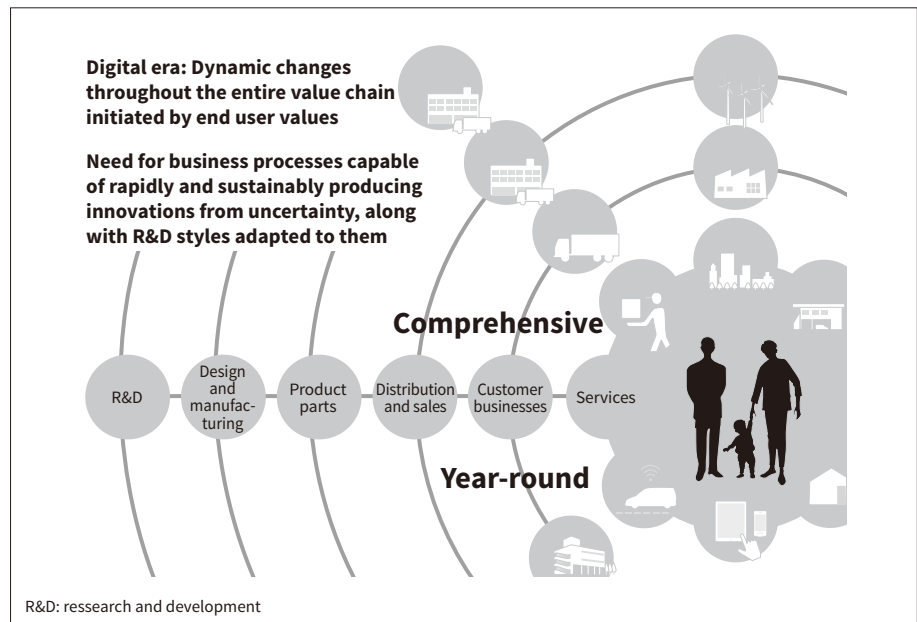 Digital era: Dynamic changes
throughout the entire value chain
initiated by end user values
Need for business processes capable
of rapidly and sustainably producing
innovations from uncertainty, along
with R&D styles adapted to them
Comprehensive
R&D
Design
and
manufac-
turing
Product
parts
Distribution
and sales
Customer
businesses
Services
Year-round
R&D: ressearch and development